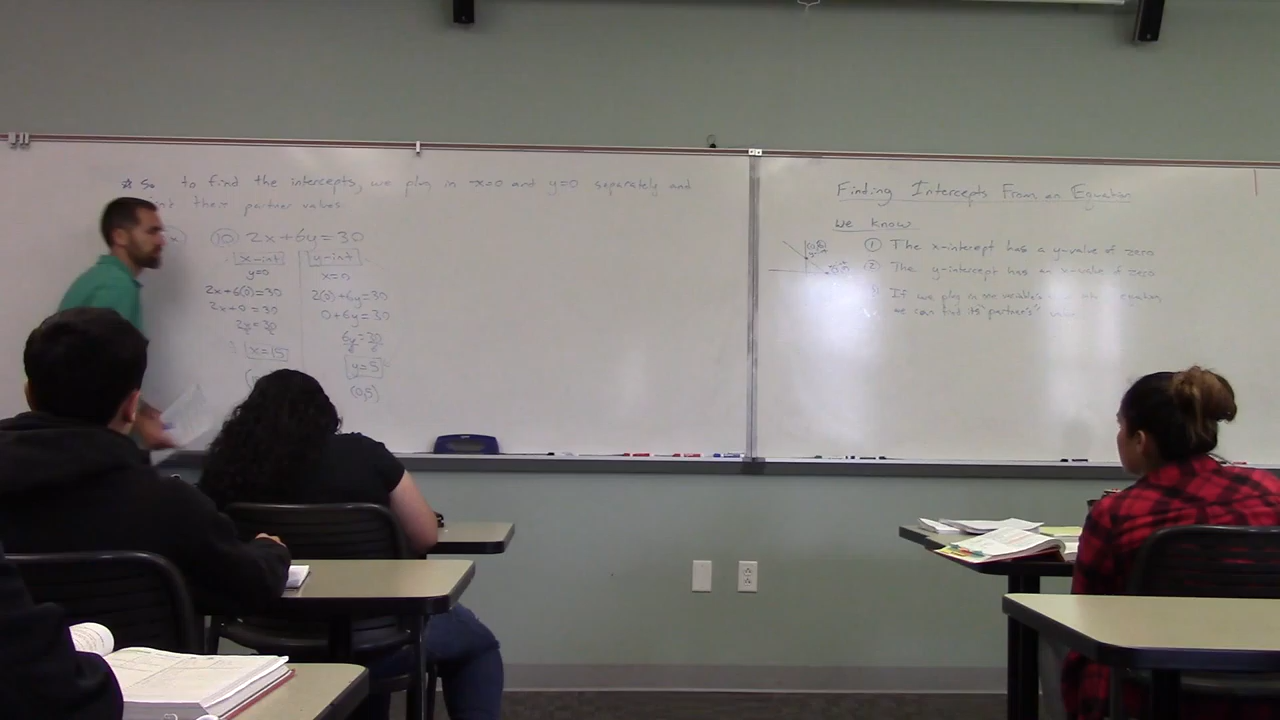 * So to find the intercepts, we plug in x=0 and y=0 separately and
their partner values.
10 2x+6y=30
x-int
y=0
2x+6(0)=30
2x+0=30
2x=30
x=15
y-int
x=0
2(0)+6y=30
0+6y=30
6y=30
y=5
(0,5)
Finding Intercepts From an Equation
We know
① The x-intercept has a y-value of zero
② The y-intercept has an x-value of zero
If we plug in one variable's equation
we can find its "partner's" value